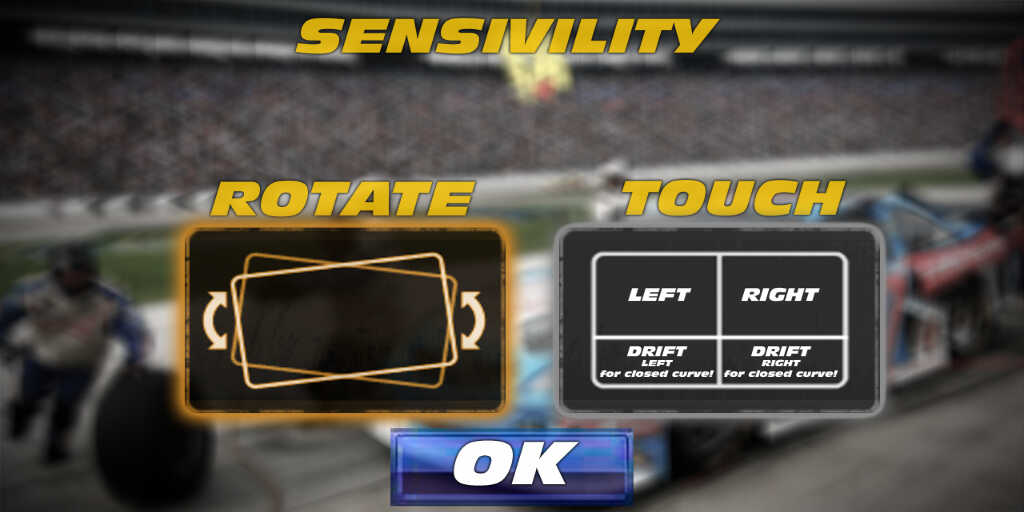 SENSIVILITY
ROTATE
TOUCH
LEFT
RIGHT
DRIFT
LEFT
for closed curve!
DRIFT
RIGHT
for closed curve!
OK